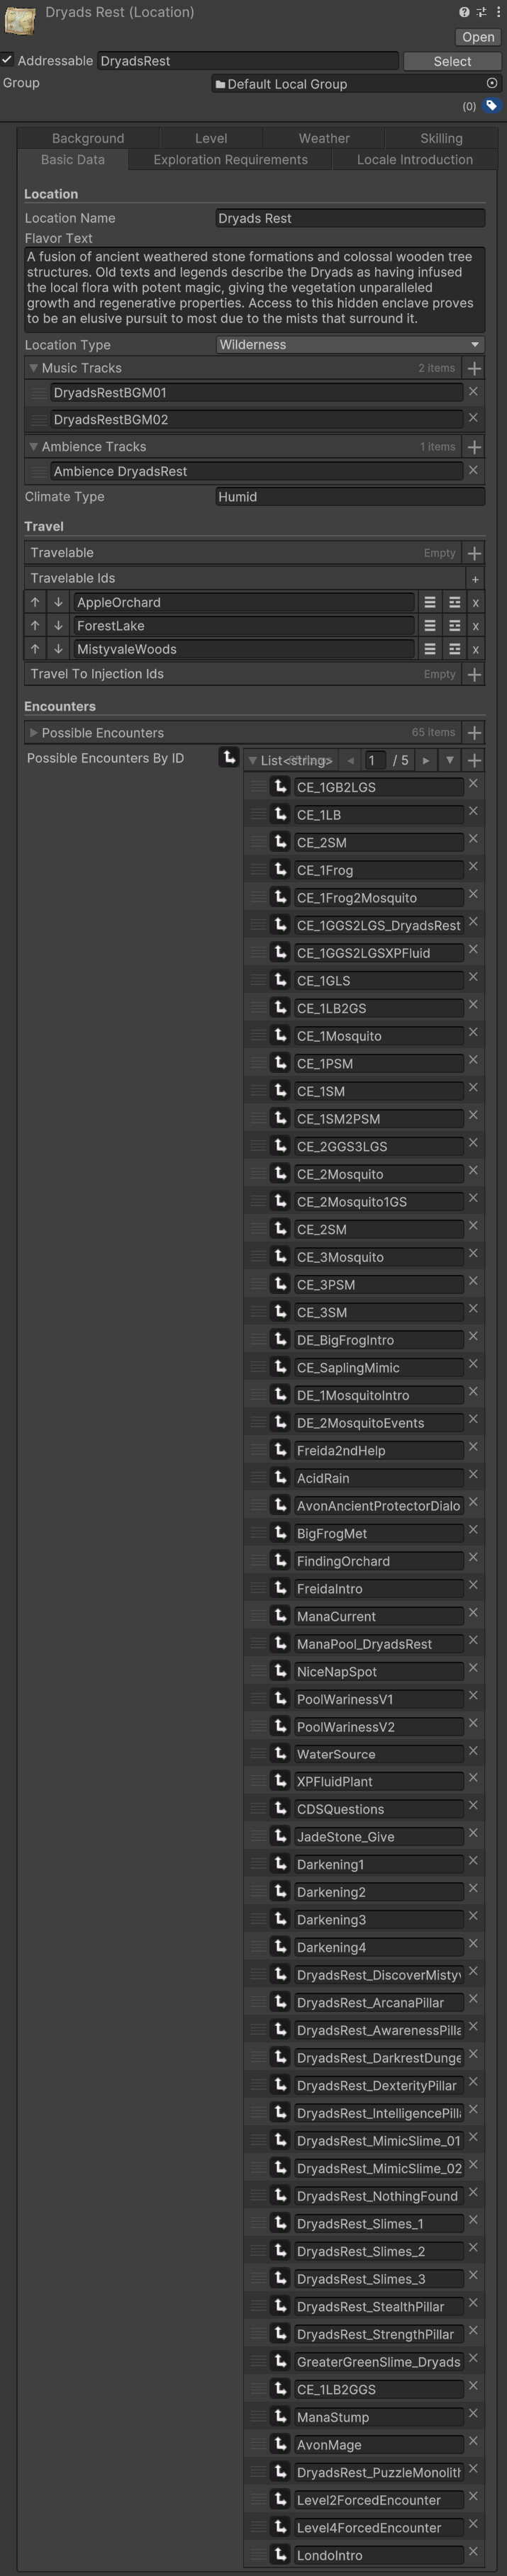 Dryads Rest (Location)
Open
Addressable DryadsRest Select
Group Default Local Group
(0)
Background Level Weather Skilling
Basic Data Exploration Requirements Locale Introduction
Location
Location Name Dryads Rest
Flavor Text
A fusion of ancient weathered stone formations and colossal wooden tree
structures. Old texts and legends describe the Dryads as having infused
the local flora with potent magic, giving the vegetation unparalleled
growth and regenerative properties. Access to this hidden enclave proves
to be an elusive pursuit to most due to the mists that surround it.
Location Type Wilderness
Music Tracks 2 items
DryadsRestBGM01
DryadsRestBGM02
Ambience Tracks 1 items
Ambience DryadsRest
Climate Type Humid
Travel
Travelable Empty
Travelable Ids
AppleOrchard
ForestLake
MistyvaleWoods
Travel To Injection Ids Empty
Encounters
Possible Encounters 65 items
Possible Encounters By ID 1 / 5
CE_1GB2LGS
CE_1LB
CE_2SM
CE_1Frog
CE_1Frog2Mosquito
CE_1GGS2LGS_DryadsRest
CE_1GGS2LGSXPFluid
CE_1GLS
CE_1LB2GS
CE_1Mosquito
CE_1PSM
CE_1SM
CE_1SM2PSM
CE_2GGS3LGS
CE_2Mosquito
CE_2Mosquito1GS
CE_2SM
CE_3Mosquito
CE_3PSM
CE_3SM
DE_BigFrogIntro
CE_SaplingMimic
DE_1MosquitoIntro
DE_2MosquitoEvents
Freida2ndHelp
AcidRain
AvonAncientProtectorDialo
BigFrogMet
FindingOrchard
FreidaIntro
ManaCurrent
ManaPool_DryadsRest
NiceNapSpot
PoolWarinessV1
PoolWarinessV2
WaterSource
XPFluidPlant
CDSQuestions
JadeStone_Give
Darkening1
Darkening2
Darkening3
Darkening4
DryadsRest_DiscoverMisty
DryadsRest_ArcanaPillar
DryadsRest_AwarenessPilla
DryadsRest_DarkrestDunge
DryadsRest_DexterityPillar
DryadsRest_IntelligencePill
DryadsRest_MimicSlime_01
DryadsRest_MimicSlime_02
DryadsRest_NothingFound
DryadsRest_Slimes_1
DryadsRest_Slimes_2
DryadsRest_Slimes_3
DryadsRest_StealthPillar
DryadsRest_StrengthPillar
GreaterGreenSlime_Dryads
CE_1LB2GGS
ManaStump
AvonMage
DryadsRest_PuzzleMonolit
Level2ForcedEncounter
Level4ForcedEncounter
LondoIntro